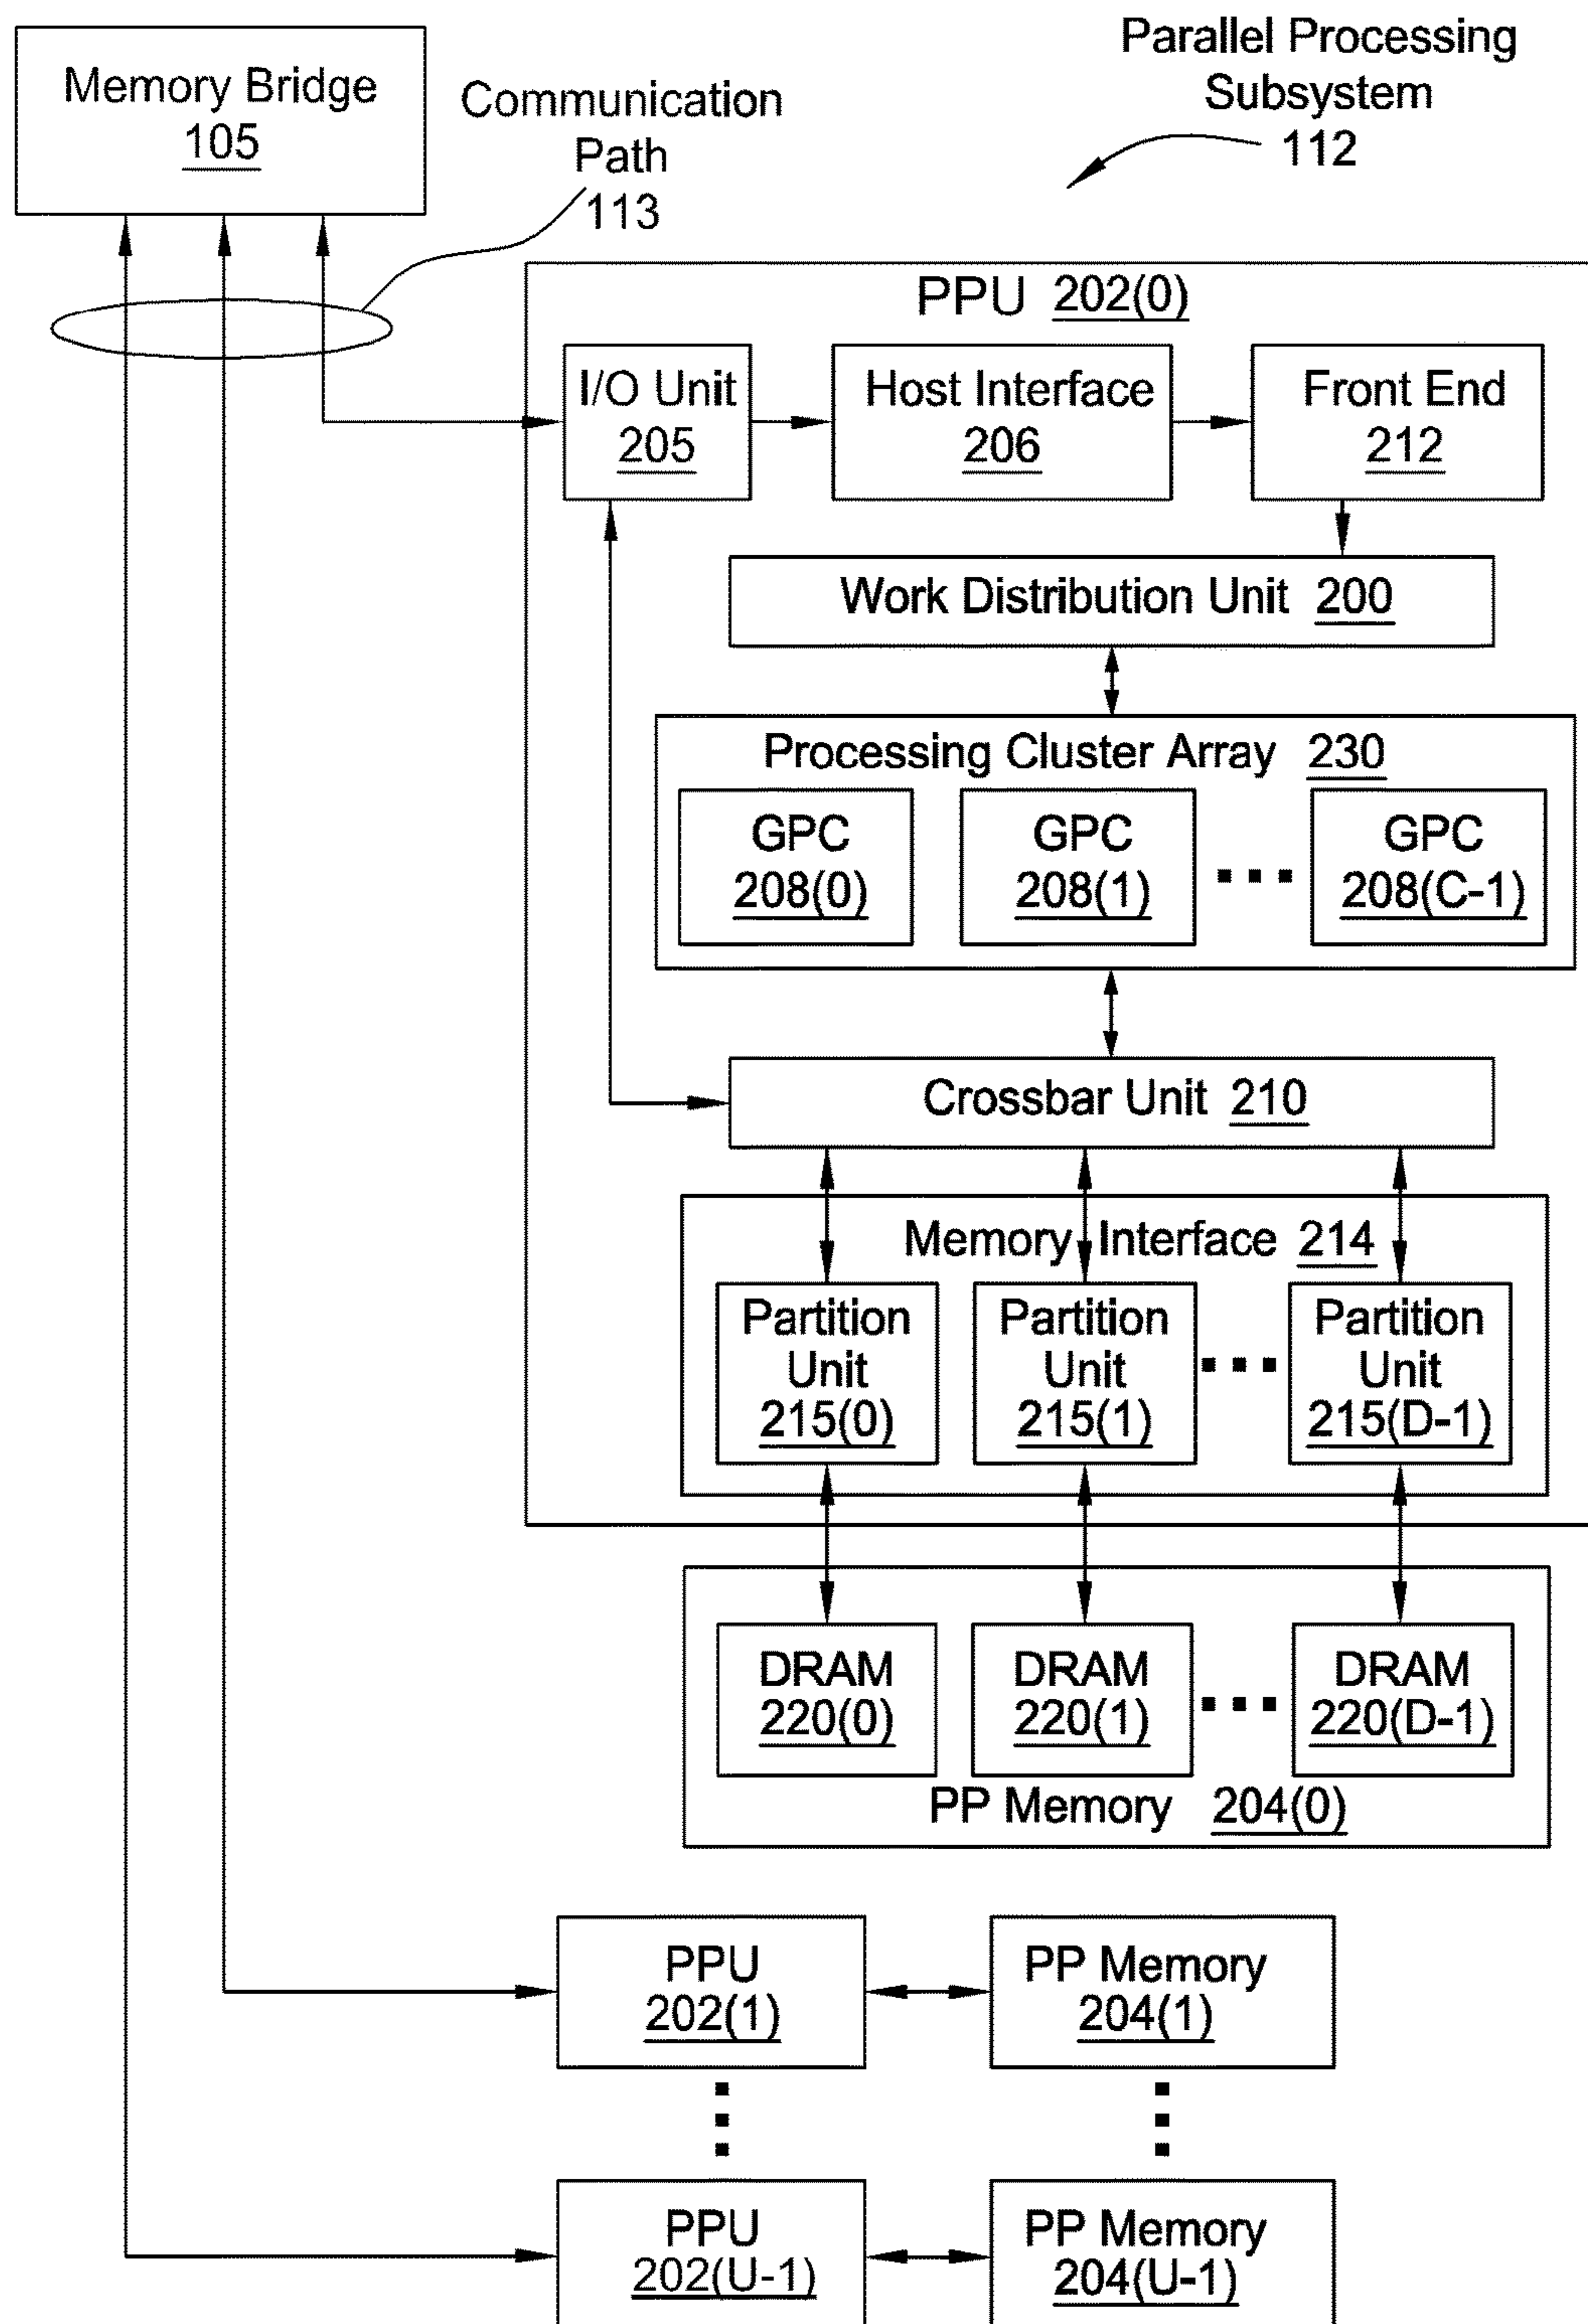 Parallel Processing
Subsystem
112
Memory Bridge
105
Communication
Path
113
PPU 202(0)
I/O Unit
205
Host Interface
206
Front End
212
Work Distribution Unit 200
Processing Cluster Array 230
GPC
208(0)
GPC
208(1)
GPC
208(C-1)
Crossbar Unit 210
Memory Interface 214
Partition
Unit
215(0)
Partition
Unit
215(1)
Partition
Unit
215(D-1)
DRAM
220(0)
DRAM
220(1)
DRAM
220(D-1)
PP Memory 204(0)
PPU
202(1)
PP Memory
204(1)
PPU
202(U-1)
PP Memory
204(U-1)